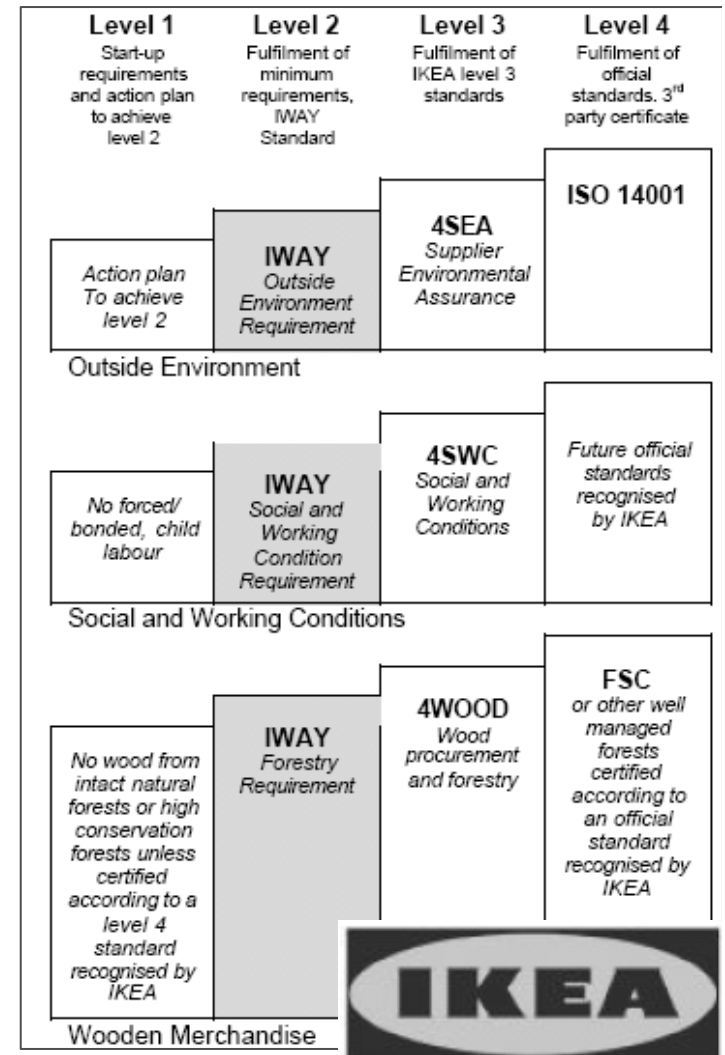 Level 1
Start-up
requirements
and action plan
to achieve
level 2
Level 2
Fulfilment of
minimum
requirements,
IWAY
Standard
Level 3
Fulfilment of
IKEA level 3
standards
Level 4
Fulfilment of
official
standards. 3rd
party certificate
Action plan
To achieve
level 2
IWAY
Outside
Environment
Requirement
4SEA
Supplier
Environmental
Assurance
ISO 14001
Outside Environment
No forced/
bonded, child
labour
IWAY
Social and
Working
Condition
Requirement
4SWC
Social and
Working
Conditions
Future official
standards
recognised
by IKEA
Social and Working Conditions
No wood from
intact natural
forests or high
conservation
forests unless
certified
according to a
level 4
standard
recognised by
IKEA
IWAY
Forestry
Requirement
4WOOD
Wood
procurement
and forestry
FSC
or other well
managed
forests
certified
according to
an official
standard
recognised by
IKEA
Wooden Merchandise
IKEA